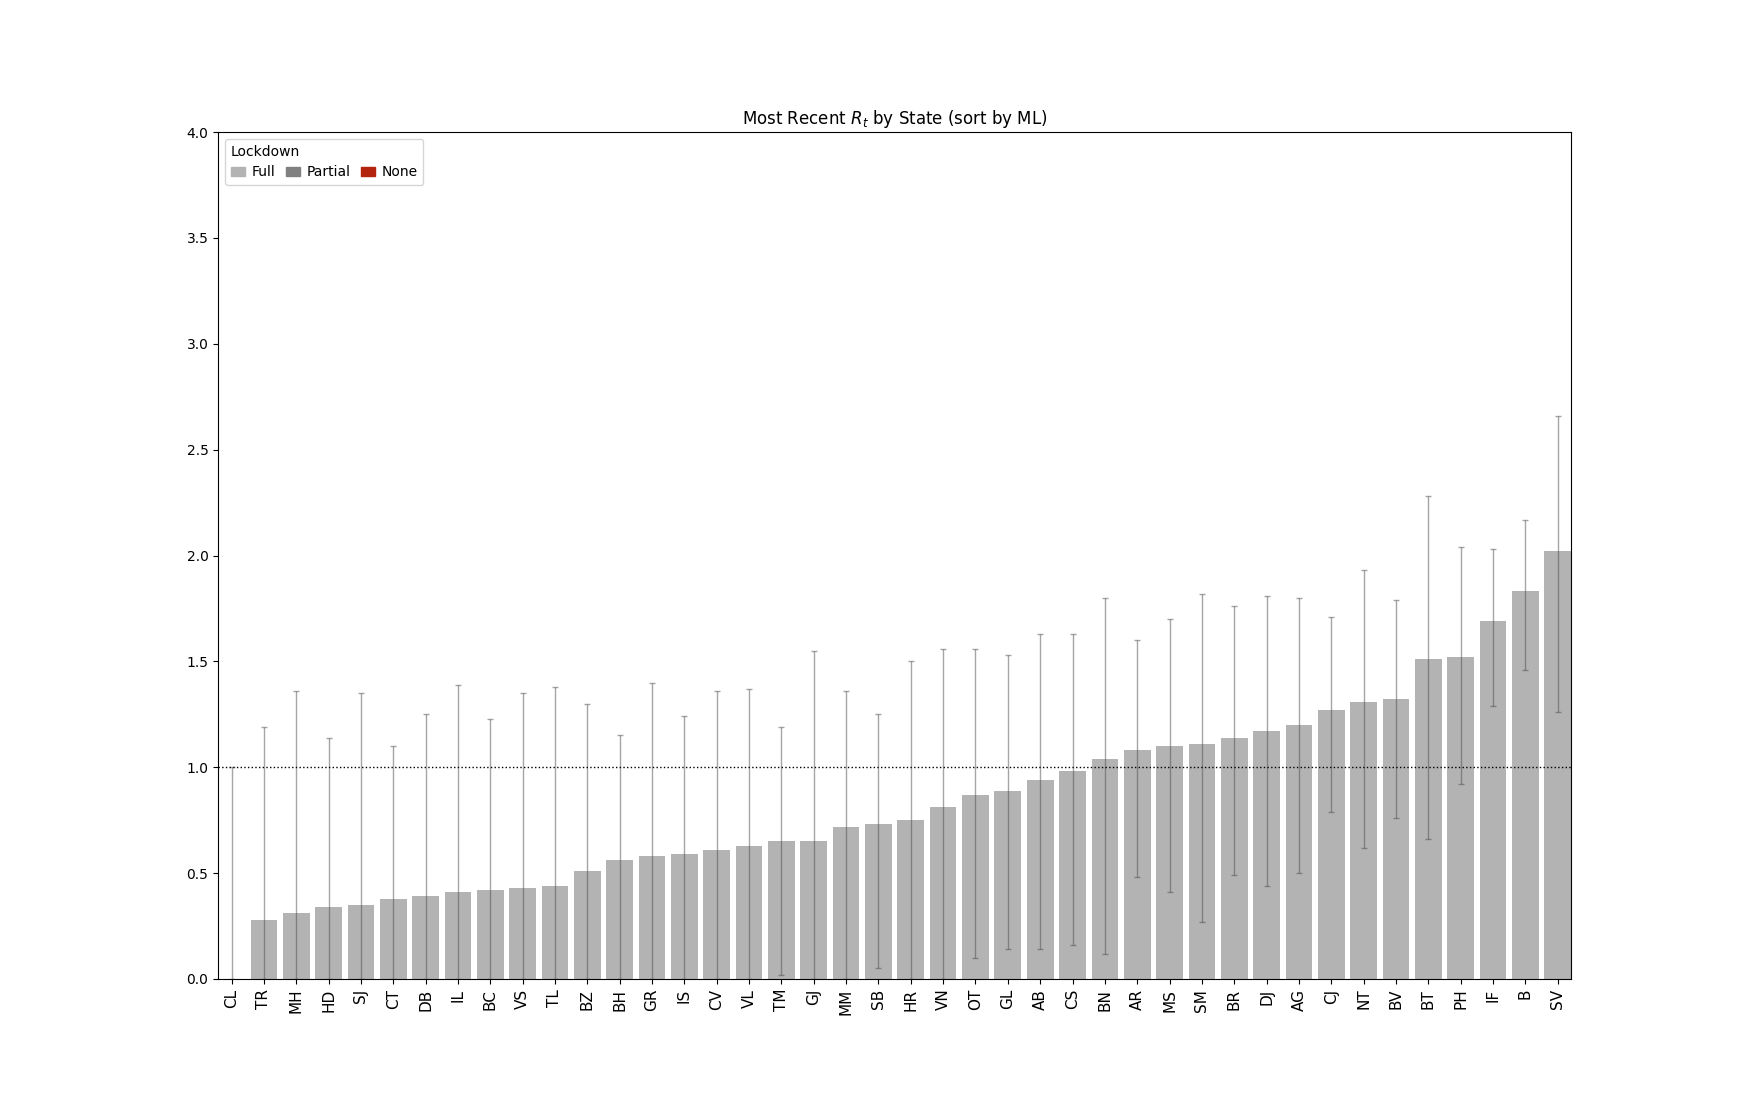 Most Recent R_t by State (sort by ML)
4.0
Lockdown
Full Partial None
3.5
3.0
2.5
2.0
1.5
1.0
0.5
0.0
CL TR MH HD SJ CT DB IL BC VS TL BZ BH GR IS CV VL TM GJ MM SB HR VN OT GL AB CS BN AR MS SM BR DJ AG CJ NT BV BT PH IF B SV